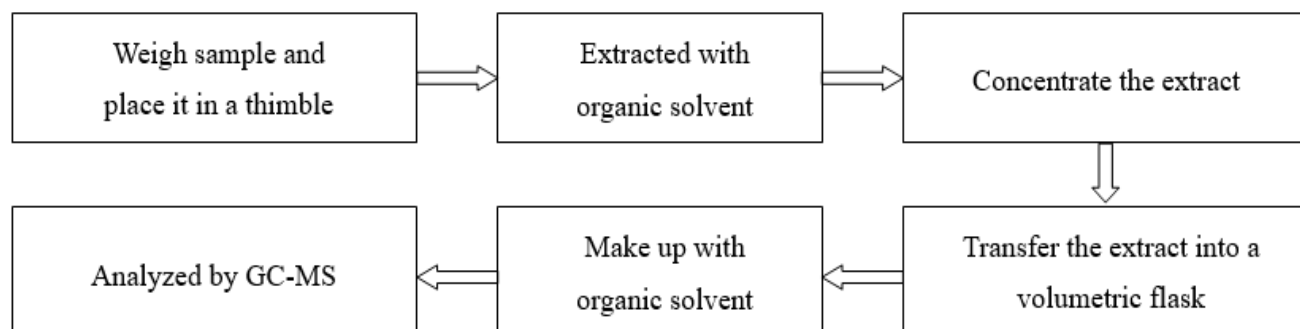 Weigh sample and
place it in a thimble
Extracted with
organic solvent
Concentrate the extract
Transfer the extract into a
volumetric flask
Make up with
organic solvent
Analyzed by GC-MS